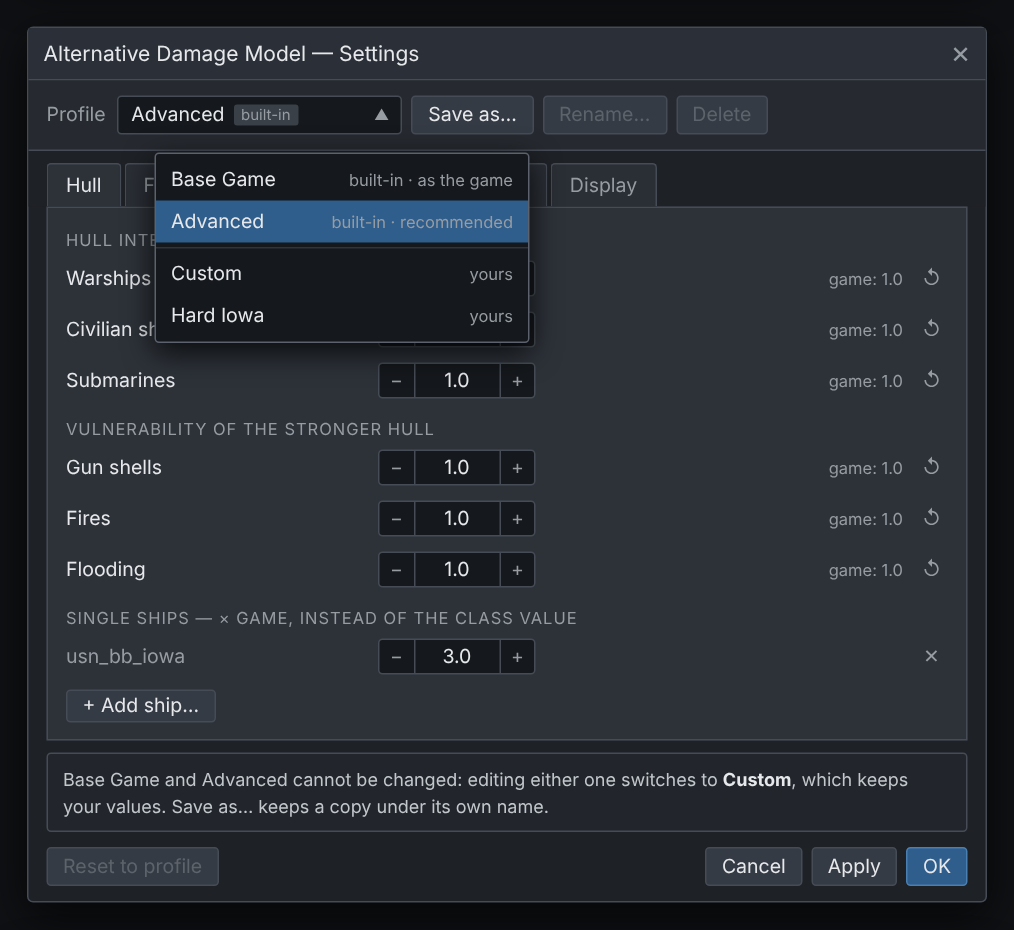 Alternative Damage Model — Settings ×
Profile Advanced built-in ▲ Save as... Rename... Delete
Base Game built-in · as the game
Advanced built-in · recommended
Custom yours
Hard Iowa yours
Hull F Display
HULL INTE
Warships game: 1.0
Civilian sh game: 1.0
Submarines − 1.0 + game: 1.0
VULNERABILITY OF THE STRONGER HULL
Gun shells − 1.0 + game: 1.0
Fires − 1.0 + game: 1.0
Flooding − 1.0 + game: 1.0
SINGLE SHIPS — × GAME, INSTEAD OF THE CLASS VALUE
usn_bb_iowa − 3.0 + ×
+ Add ship...
Base Game and Advanced cannot be changed: editing either one switches to Custom, which keeps
your values. Save as... keeps a copy under its own name.
Reset to profile Cancel Apply OK